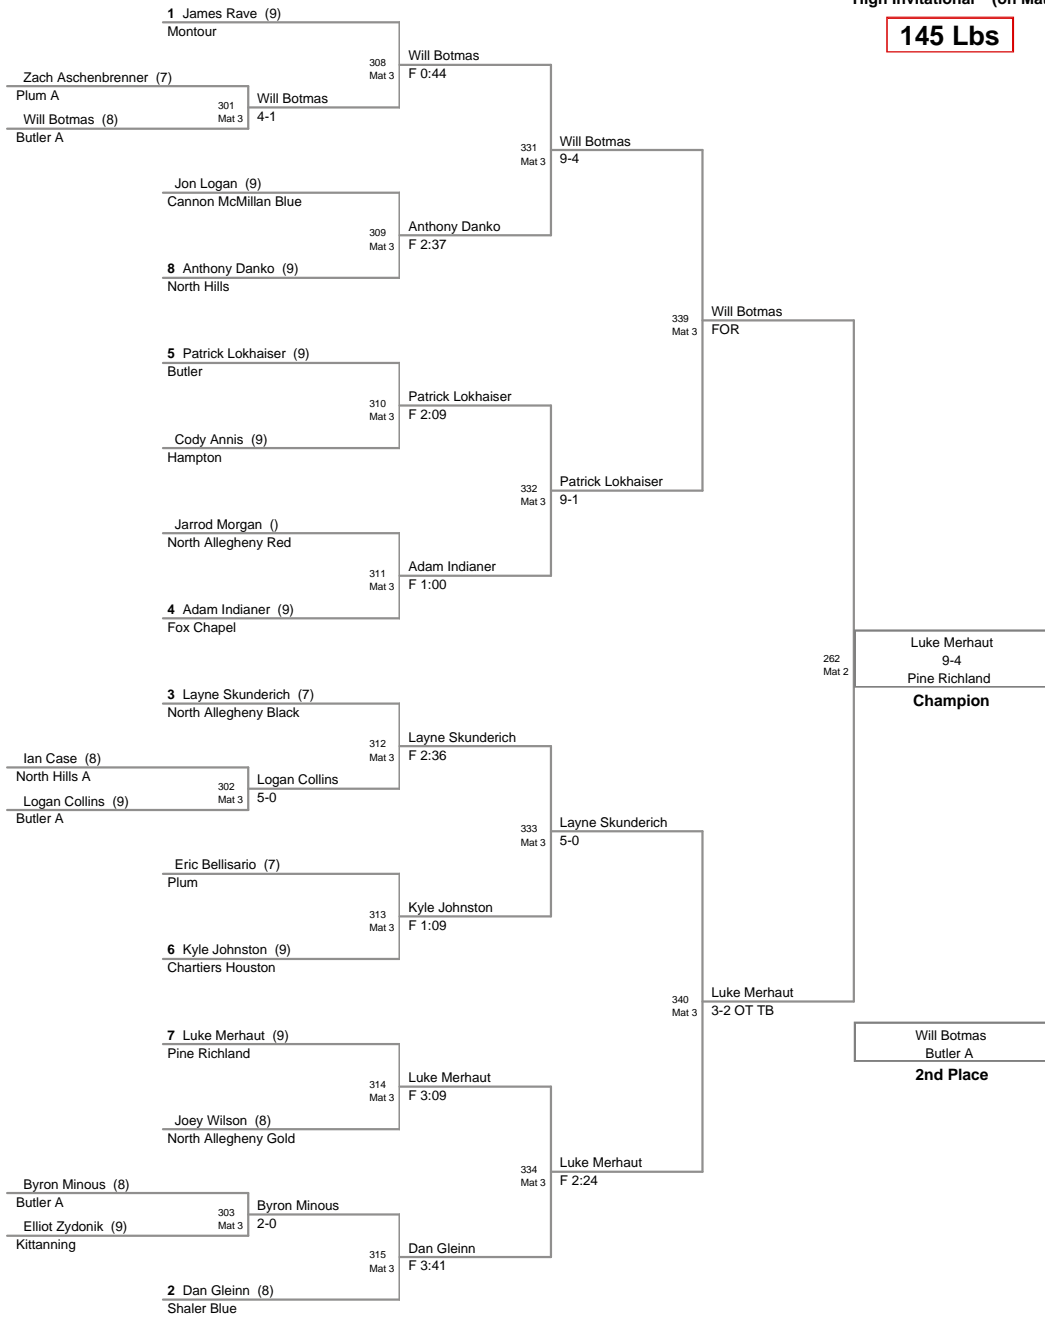 High Invitational (on Mat
145 Lbs
1 James Rave (9)
Montour
308
Mat 3
Will Botmas
F 0:44
Zach Aschenbrenner (7)
Plum A
301
Mat 3
Will Botmas
4-1
Will Botmas (8)
Butler A
331
Mat 3
Will Botmas
9-4
Jon Logan (9)
Cannon McMillan Blue
309
Mat 3
Anthony Danko
F 2:37
8 Anthony Danko (9)
North Hills
339
Mat 3
Will Botmas
FOR
5 Patrick Lokhaiser (9)
Butler
310
Mat 3
Patrick Lokhaiser
F 2:09
Cody Annis (9)
Hampton
332
Mat 3
Patrick Lokhaiser
9-1
Jarrod Morgan ()
North Allegheny Red
311
Mat 3
Adam Indianer
F 1:00
4 Adam Indianer (9)
Fox Chapel
262
Mat 2
Luke Merhaut
9-4
Pine Richland
Champion
3 Layne Skunderich (7)
North Allegheny Black
312
Mat 3
Layne Skunderich
F 2:36
Ian Case (8)
North Hills A
302
Mat 3
Logan Collins
5-0
Logan Collins (9)
Butler A
333
Mat 3
Layne Skunderich
5-0
Eric Bellisario (7)
Plum
313
Mat 3
Kyle Johnston
F 1:09
6 Kyle Johnston (9)
Chartiers Houston
340
Mat 3
Luke Merhaut
3-2 OT TB
7 Luke Merhaut (9)
Pine Richland
Will Botmas
Butler A
2nd Place
314
Mat 3
Luke Merhaut
F 3:09
Joey Wilson (8)
North Allegheny Gold
334
Mat 3
Luke Merhaut
F 2:24
Byron Minous (8)
Butler A
303
Mat 3
Byron Minous
2-0
Elliot Zydonik (9)
Kittanning
315
Mat 3
Dan Gleinn
F 3:41
2 Dan Gleinn (8)
Shaler Blue